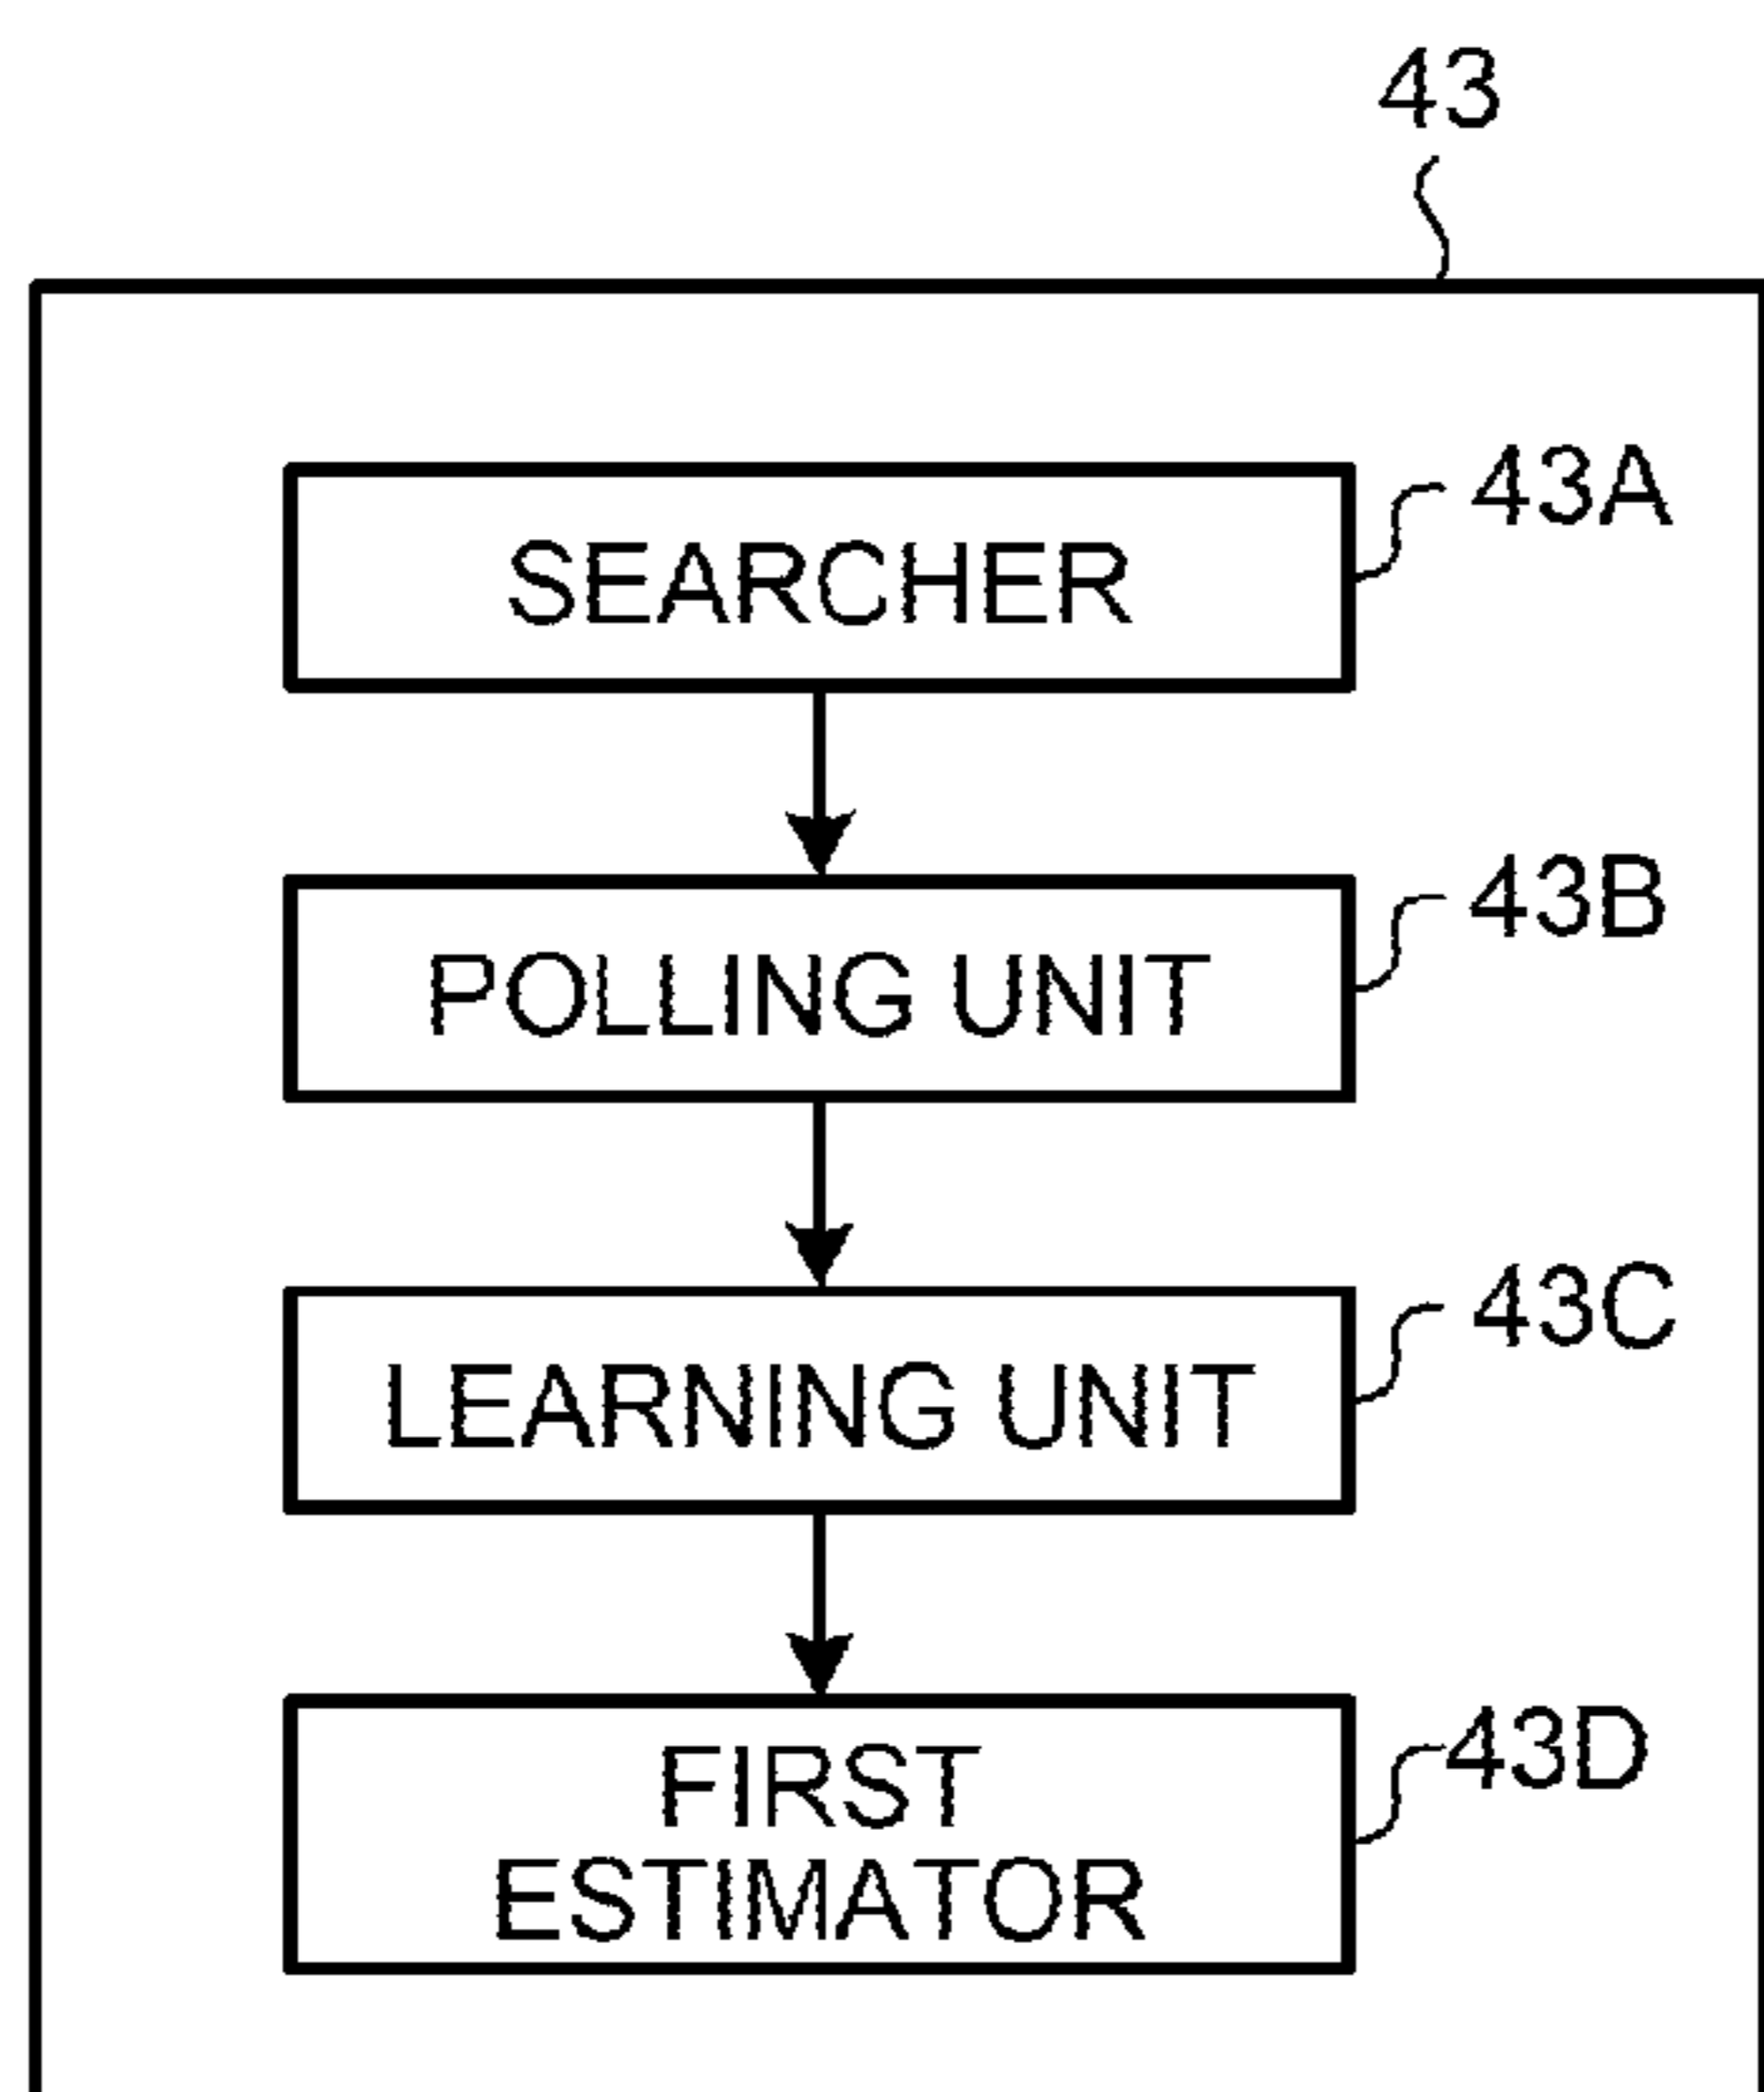 43
43A
SEARCHER
43B
POLLING UNIT
43C
LEARNING UNIT
43D
FIRST
ESTIMATOR